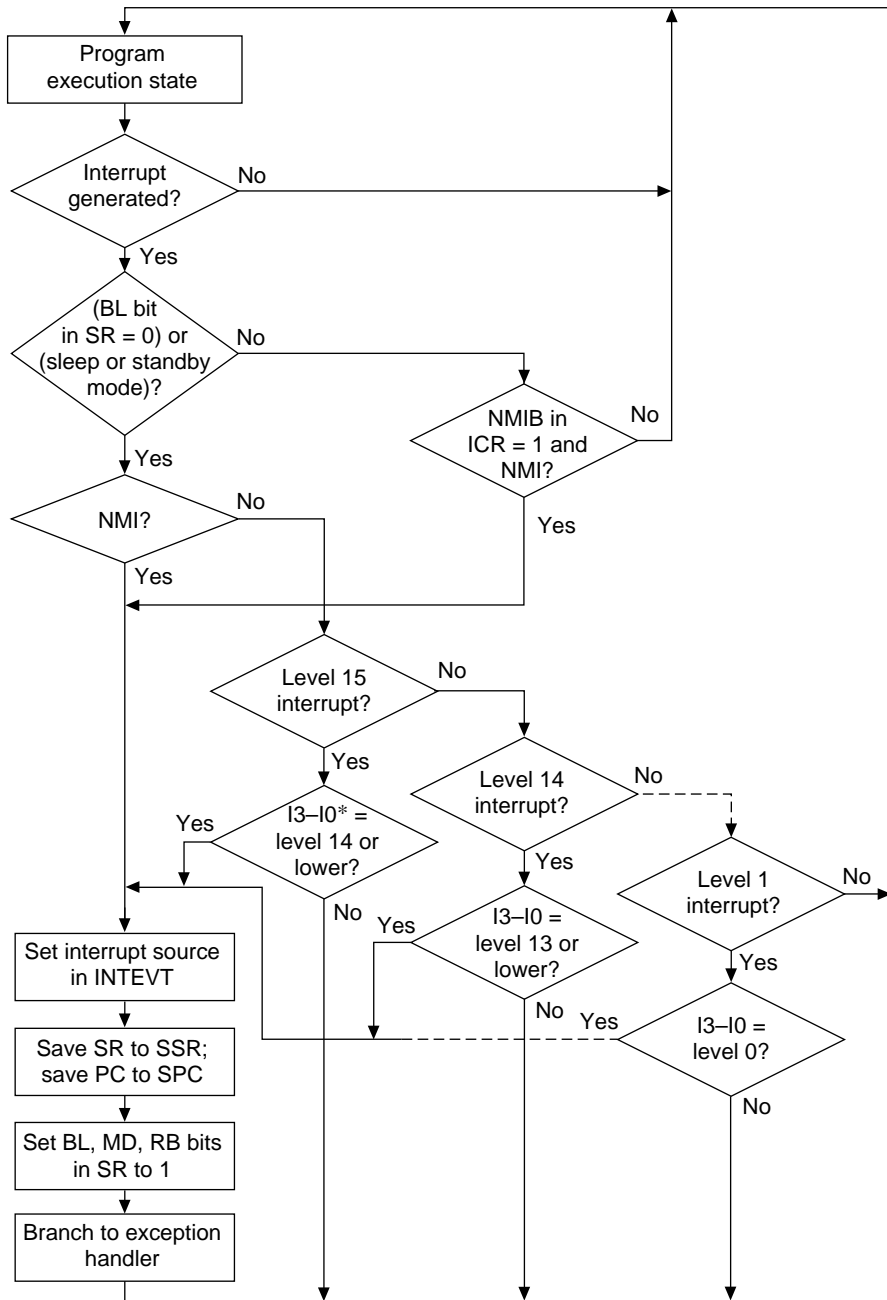 Program
execution state
Interrupt
generated?
No
Yes
(BL bit
in SR = 0) or
(sleep or standby
mode)?
No
Yes
NMIB in
ICR = 1 and
NMI?
No
Yes
NMI?
No
Yes
Level 15
interrupt?
No
Yes
Level 14
interrupt?
No
Yes
I3–I0* =
level 14 or
lower?
Yes
No
Level 1
interrupt?
No
Yes
I3–I0 =
level 13 or
lower?
Yes
No
I3–I0 =
level 0?
Yes
No
Set interrupt source
in INTEVT
Save SR to SSR;
save PC to SPC
Set BL, MD, RB bits
in SR to 1
Branch to exception
handler